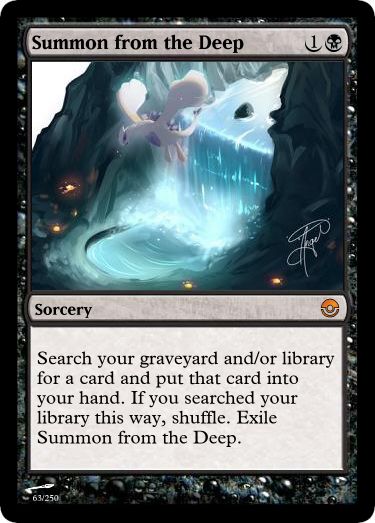 Summon from the Deep 1
Sorcery
Search your graveyard and/or library
for a card and put that card into
your hand. If you searched your
library this way, shuffle. Exile
Summon from the Deep.
63/250